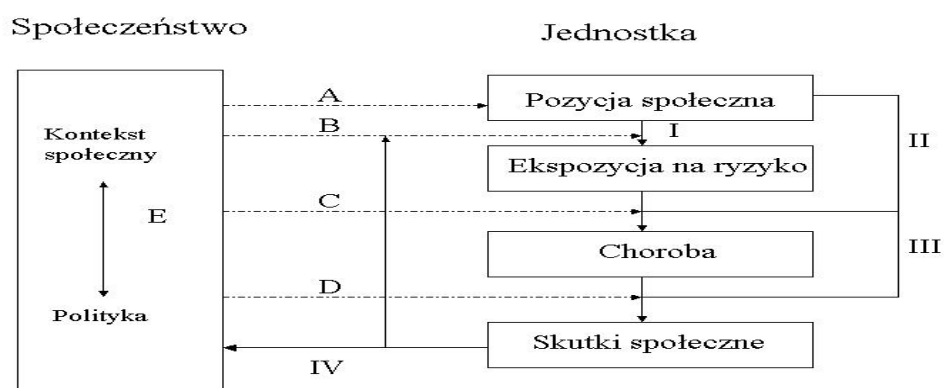 Społeczeństwo
Jednostka
A
Pozycja społeczna
B
I
II
Kontekst
społeczny
Ekspozycja na ryzyko
E
C
III
Choroba
D
Polityka
Skutki społeczne
IV